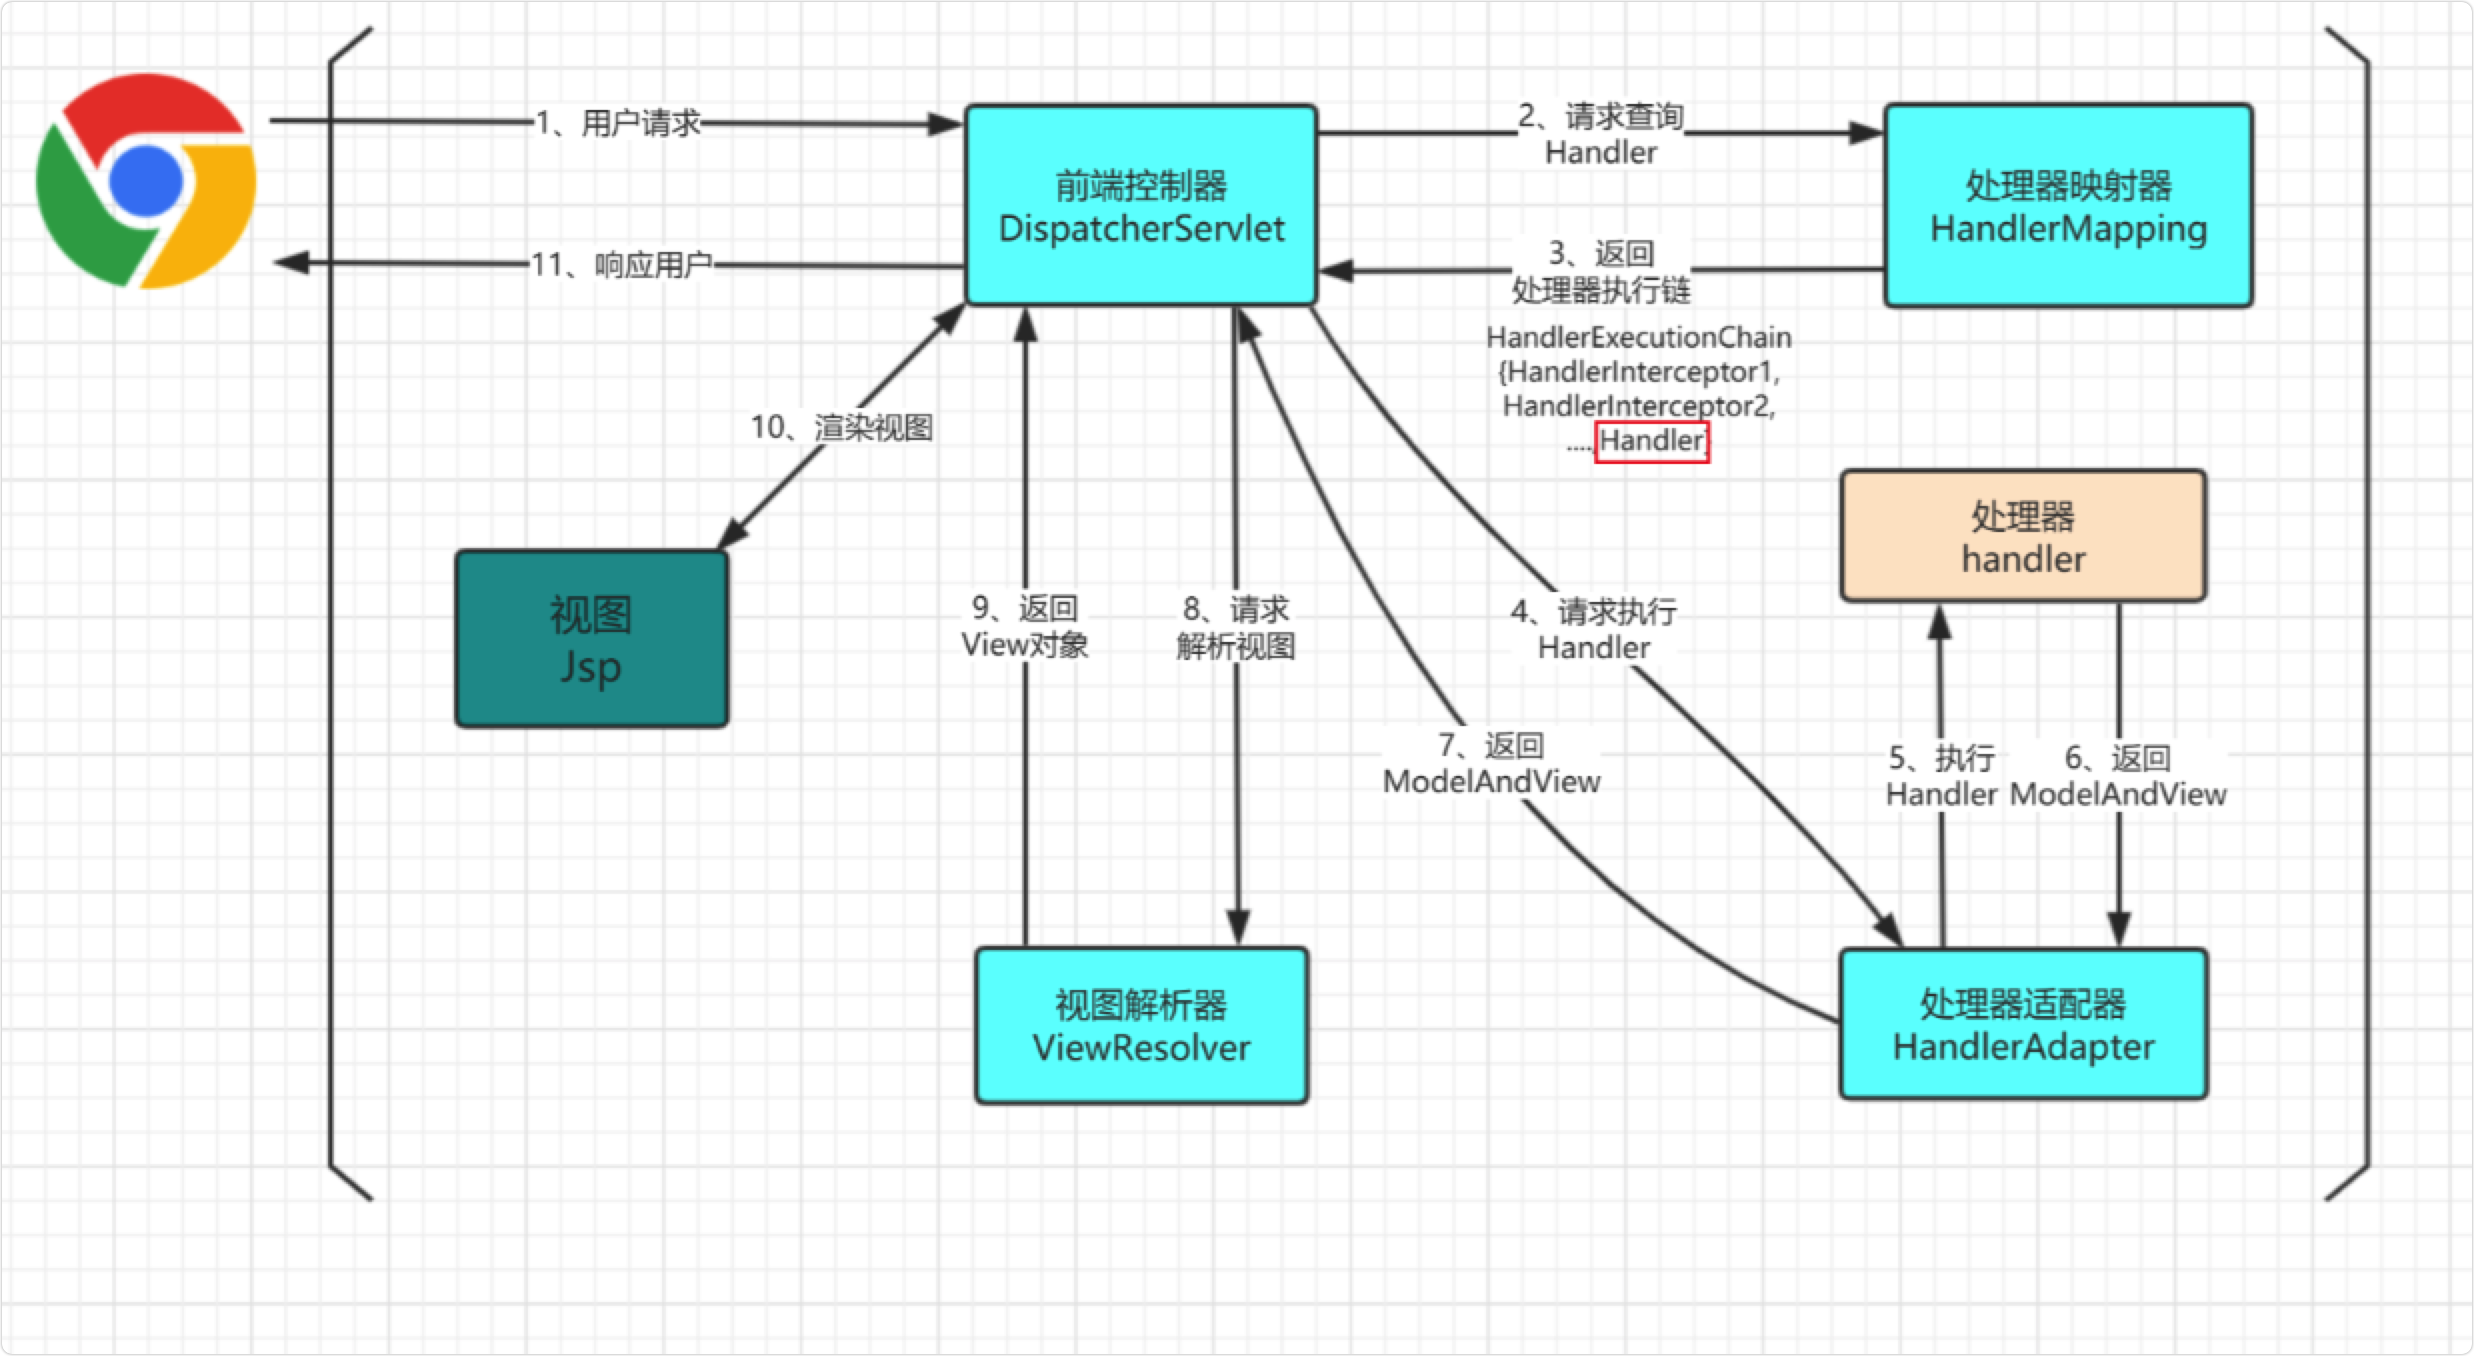 1、用户请求
前端控制器
DispatcherServlet
2、请求查询
Handler
处理器映射器
HandlerMapping
11、响应用户
3、返回
处理器执行链
HandlerExecutionChain
{HandlerInterceptor1,
HandlerInterceptor2,
....,Handler}
10、渲染视图
处理器
handler
视图
Jsp
9、返回
View对象
8、请求
解析视图
4、请求执行
Handler
7、返回
ModelAndView
5、执行
Handler
6、返回
ModelAndView
视图解析器
ViewResolver
处理器适配器
HandlerAdapter